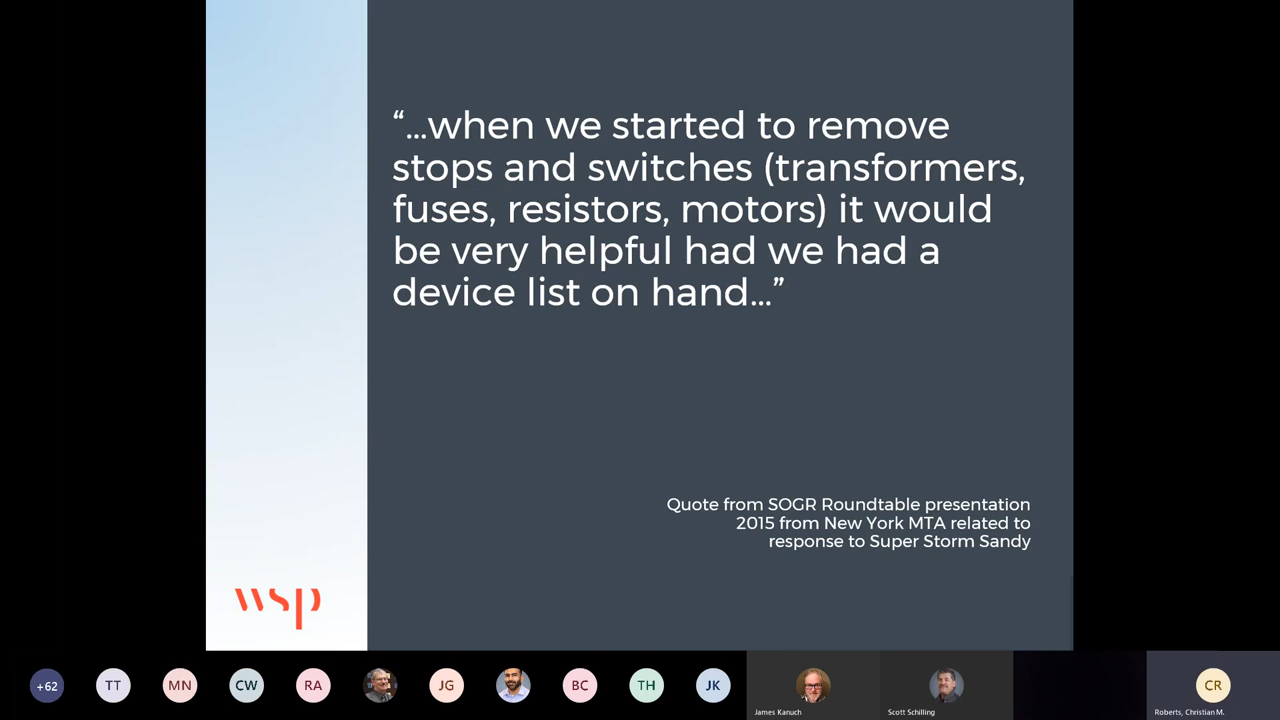 “...when we started to remove
stops and switches (transformers,
fuses, resistors, motors) it would
be very helpful had we had a
device list on hand...”
Quote from SOGR Roundtable presentation
2015 from New York MTA related to
response to Super Storm Sandy
wsp
+62
TT
MN
CW
RA
JG
BC
TH
JK
CR
James Kanuch
Scott Schilling
Roberts, Christian M.